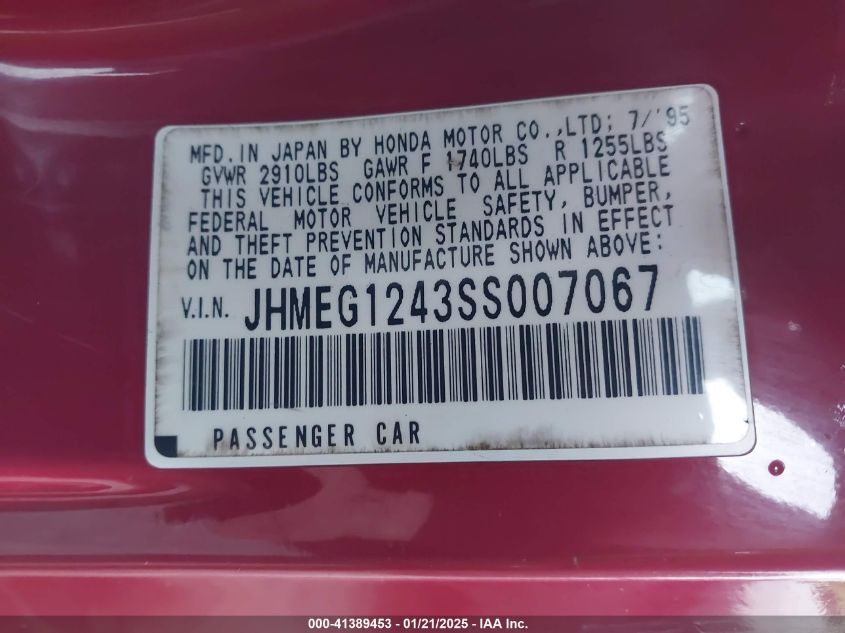 MFD. IN JAPAN BY HONDA MOTOR CO.,LTD; 7/'95
GVWR 2910LBS GAWR F 1740LBS R 1255LBS
THIS VEHICLE CONFORMS TO ALL APPLICABLE
FEDERAL MOTOR VEHICLE SAFETY, BUMPER,
AND THEFT PREVENTION STANDARDS IN EFFECT
ON THE DATE OF MANUFACTURE SHOWN ABOVE:
V.I.N. JHMEG1243SS007067
PASSENGER CAR
000-41389453 - 01/21/2025 - IAA Inc.